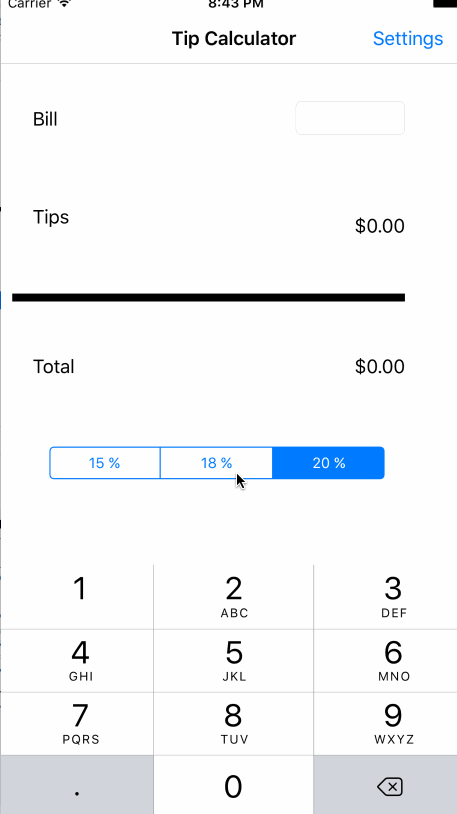 Carrier 8:43 PM
Tip Calculator Settings
Bill
Tips
$0.00
Total $0.00
15 % 18 % 20 %
1 2 3
ABC DEF
4 5 6
GHI JKL MNO
7 8 9
PQRS TUV WXYZ
. 0